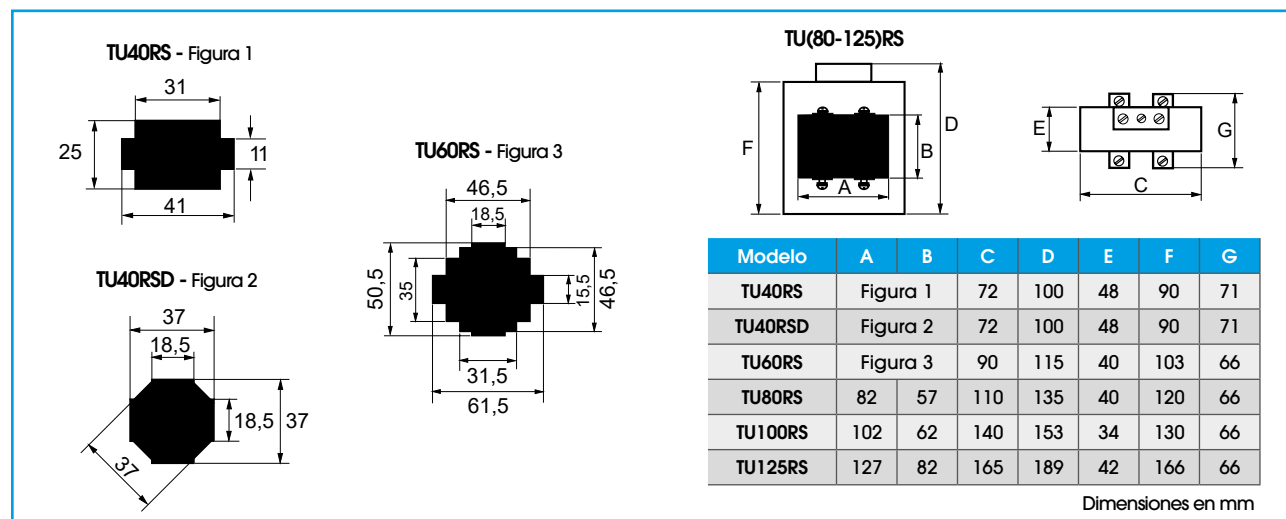 TU40RS - Figura 1
31
25
11
41
TU40RSD - Figura 2
37
18,5
18,5
37
37
TU60RS - Figura 3
46,5
18,5
50,5
35
15,5
46,5
31,5
61,5
TU(80-125)RS
F
A
B
D
E
G
C
Modelo A B C D E F G
TU40RS Figura 1 72 100 48 90 71
TU40RSD Figura 2 72 100 48 90 71
TU60RS Figura 3 90 115 40 103 66
TU80RS 82 57 110 135 40 120 66
TU100RS 102 62 140 153 34 130 66
TU125RS 127 82 165 189 42 166 66
Dimensiones en mm